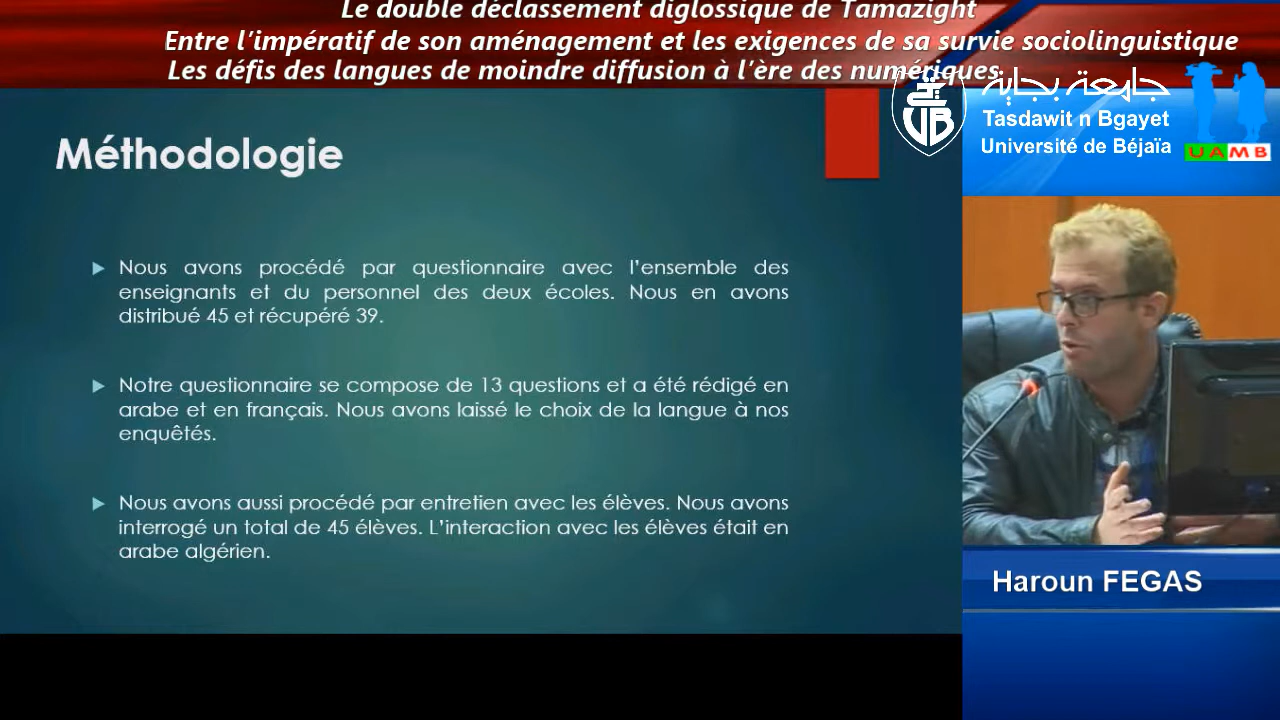 Le double déclassement diglossique de Tamazight
Entre l'impératif de son aménagement et les exigences de sa survie sociolinguistique
Les défis des langues de moindre diffusion à l'ère des numériques
جامعة بجاية
Tasdawit n Bgayet
Université de Béjaïa
UAMB
Méthodologie
Nous avons procédé par questionnaire avec l'ensemble des
enseignants et du personnel des deux écoles. Nous en avons
distribué 45 et récupéré 39.
Notre questionnaire se compose de 13 questions et a été rédigé en
arabe et en français. Nous avons laissé le choix de la langue à nos
enquêtés.
Nous avons aussi procédé par entretien avec les élèves. Nous avons
interrogé un total de 45 élèves. L'interaction avec les élèves était en
arabe algérien.
Haroun FEGAS